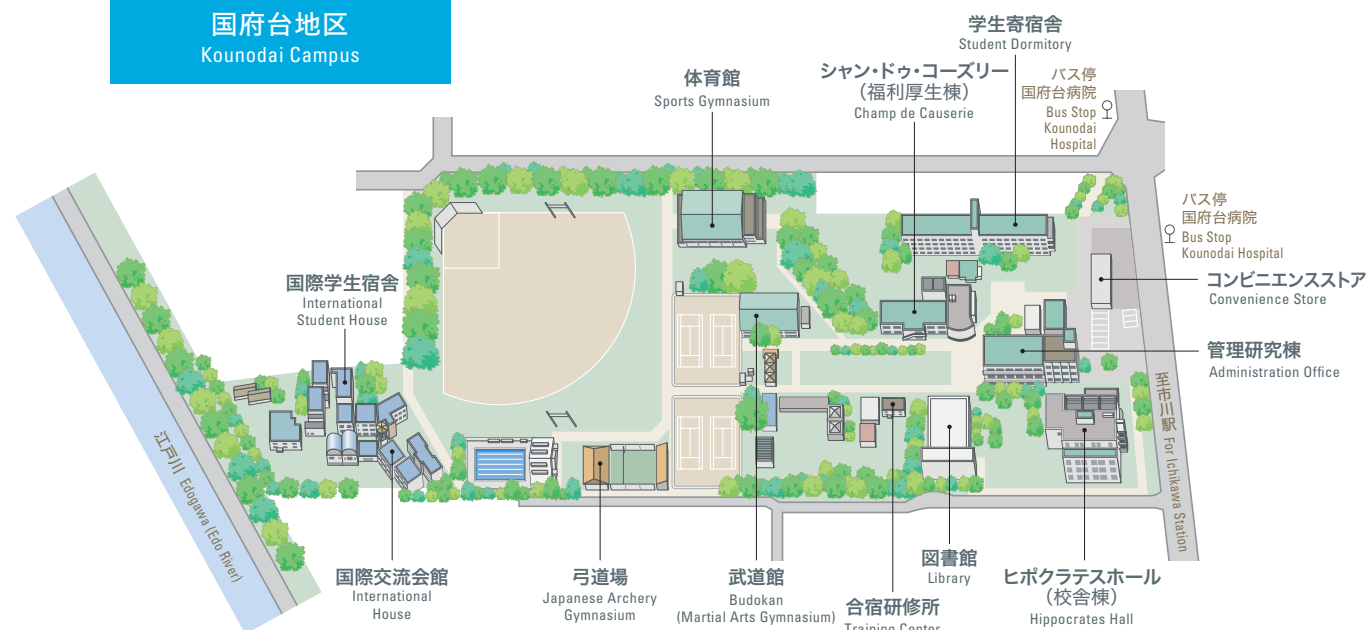 国府台地区
Kounodai Campus
学生寄宿舎
Student Dormitory
体育館
Sports Gymnasium
シャン・ドゥ・コーズリー
（福利厚生棟）
Champ de Causerie
バス停
国府台病院
Bus Stop
Kounodai
Hospital
バス停
国府台病院
Bus Stop
Kounodai Hospital
コンビニエンスストア
Convenience Store
国際学生宿舎
International
Student House
管理研究棟
Administration Office
至市川駅 For Ichikawa Station
江戸川 Edogawa (Edo River)
国際交流会館
International
House
弓道場
Japanese Archery
Gymnasium
武道館
Budokan
(Martial Arts Gymnasium)
合宿研修所
Training Center
図書館
Library
ヒポクラテスホール
（校舎棟）
Hippocrates Hall